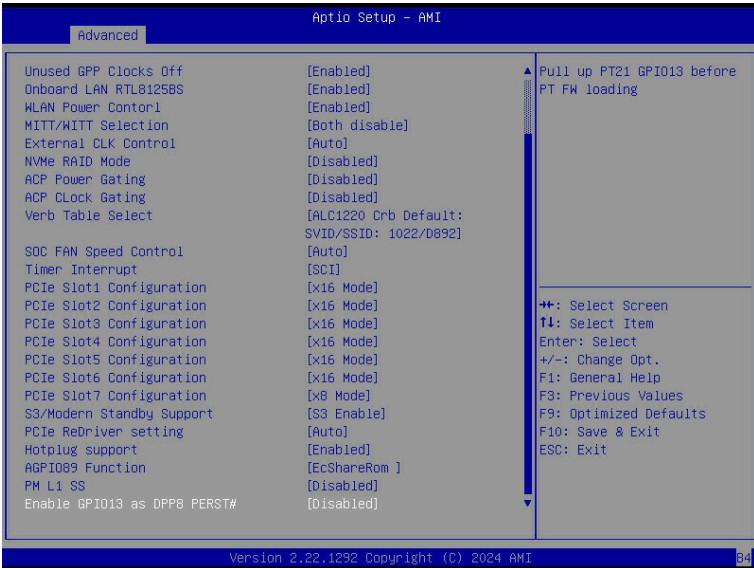 Aptio Setup – AMI
Advanced
Unused GPP Clocks Off [Enabled]
Onboard LAN RTL8125BS [Enabled]
WLAN Power Contorl [Enabled]
MITT/WITT Selection [Both disable]
External CLK Control [Auto]
NVMe RAID Mode [Disabled]
ACP Power Gating [Disabled]
ACP CLock Gating [Disabled]
Verb Table Select [ALC1220 Crb Default:
SVID/SSID: 1022/D892]
SOC FAN Speed Control [Auto]
Timer Interrupt [SCI]
PCIe Slot1 Configuration [x16 Mode]
PCIe Slot2 Configuration [x16 Mode]
PCIe Slot3 Configuration [x16 Mode]
PCIe Slot4 Configuration [x16 Mode]
PCIe Slot5 Configuration [x16 Mode]
PCIe Slot6 Configuration [x16 Mode]
PCIe Slot7 Configuration [x8 Mode]
S3/Modern Standby Support [S3 Enable]
PCIe ReDriver setting [Auto]
Hotplug support [Enabled]
AGPIO89 Function [EcShareRom ]
PM L1 SS [Disabled]
Enable GPIO13 as DPP8 PERST# [Disabled]
Pull up PT21 GPIO13 before
PT FW loading
→←: Select Screen
↑↓: Select Item
Enter: Select
+/-: Change Opt.
F1: General Help
F3: Previous Values
F9: Optimized Defaults
F10: Save & Exit
ESC: Exit
Version 2.22.1292 Copyright (C) 2024 AMI
B4